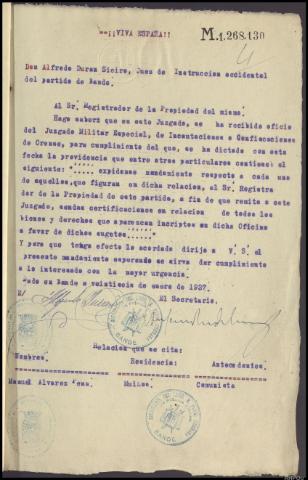 --¡¡VIVA ESPAÑA!!
M.1.268.130
Don Alfredo Duran Sieiro, Juez de Instruccion accidental
del partido de Bande.
Al Sr. Registrador de la Propiedad del mismo.
Hago saber: que en este Juzgado, se ha recibido oficio
del Juzgado Militar Especial, de Incautaciones e Confiscaciones
de Orense, para cumplimiento del que, se ha dictado con esta
fecha la providencia que entre otros particulares contiene: el
siguiente: "..... expidanse mandamiento respecto a cada uno
de aquellos, que figuran en dicha relacion, al Sr. Registra
dor de la Propiedad de este partido, a fin de que remita a este
Juzgado, sendas certificaciones en relacion de todos los
bienes y derechos que aparezcan inscriptos en dicha Oficina
a favor de dichos sugetos......"
Y para que tenga efecto lo acordado dirijo a V. S. el
presente mandamiento esperando se sirva dar cumplimiento
a lo interesado con la mayor urgencia.
Dado en Bande a veintiseis de enero de 1937.
El Secretario.
BANDE
Relacion que se cita:
Nombres. Residencia: Antecedentes.
Manuel Alvarez Muinos. Comunista
BANDE